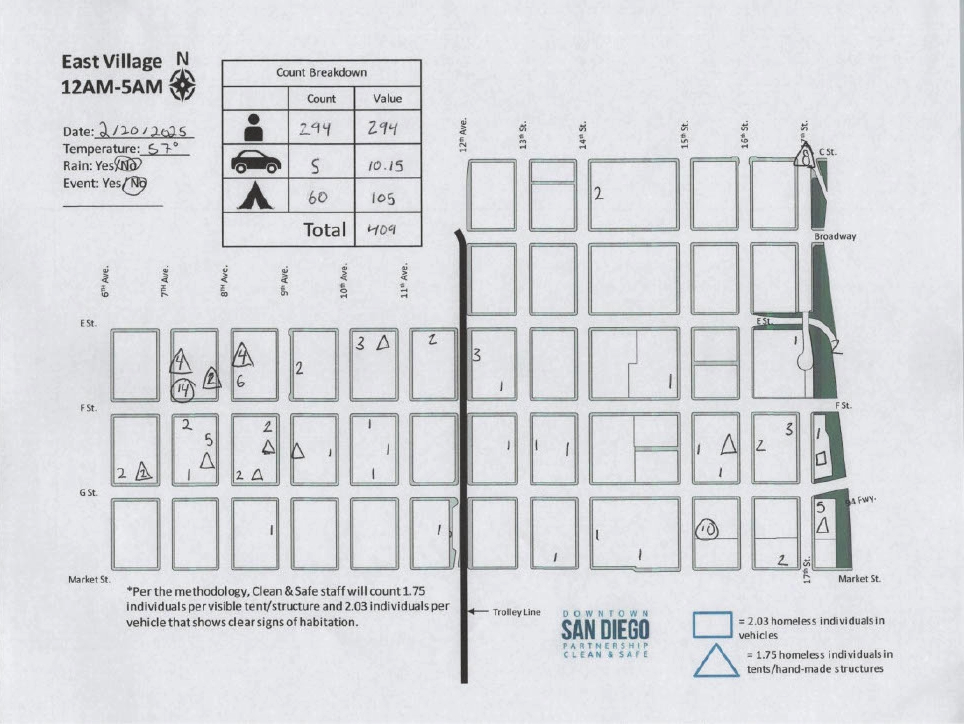 East Village N
12AM-5AM
Date: 2/20/2025
Temperature: 57°
Rain: Yes/No
Event: Yes/No
Count Breakdown
Count Value
294 294
5 10.15
60 105
Total 409
12th Ave.
13th St.
14th St.
15th St.
16th St.
17th St.
8
C St.
2
Broadway
6TH Ave.
7TH Ave.
8th Ave.
9th Ave.
10th Ave.
11th Ave.
E St.
E St.
4
14
2
4
6
2
3
2
3
1
1
1
2
F St.
F St.
2 2
2
5
1
2
2
1
1
1
1
1
1 1
1
1
2
3
1
G St.
94 FWY.
1
1
1
1
1
10
2
5
17th St.
Market St.
Market St.
*Per the methodology, Clean & Safe staff will count 1.75
individuals per visible tent/structure and 2.03 individuals per
vehicle that shows clear signs of habitation.
Trolley Line
DOWNTOWN
SAN DIEGO
PARTNERSHIP
CLEAN & SAFE
= 2.03 homeless individuals in
vehicles
= 1.75 homeless individuals in
tents/hand-made structures